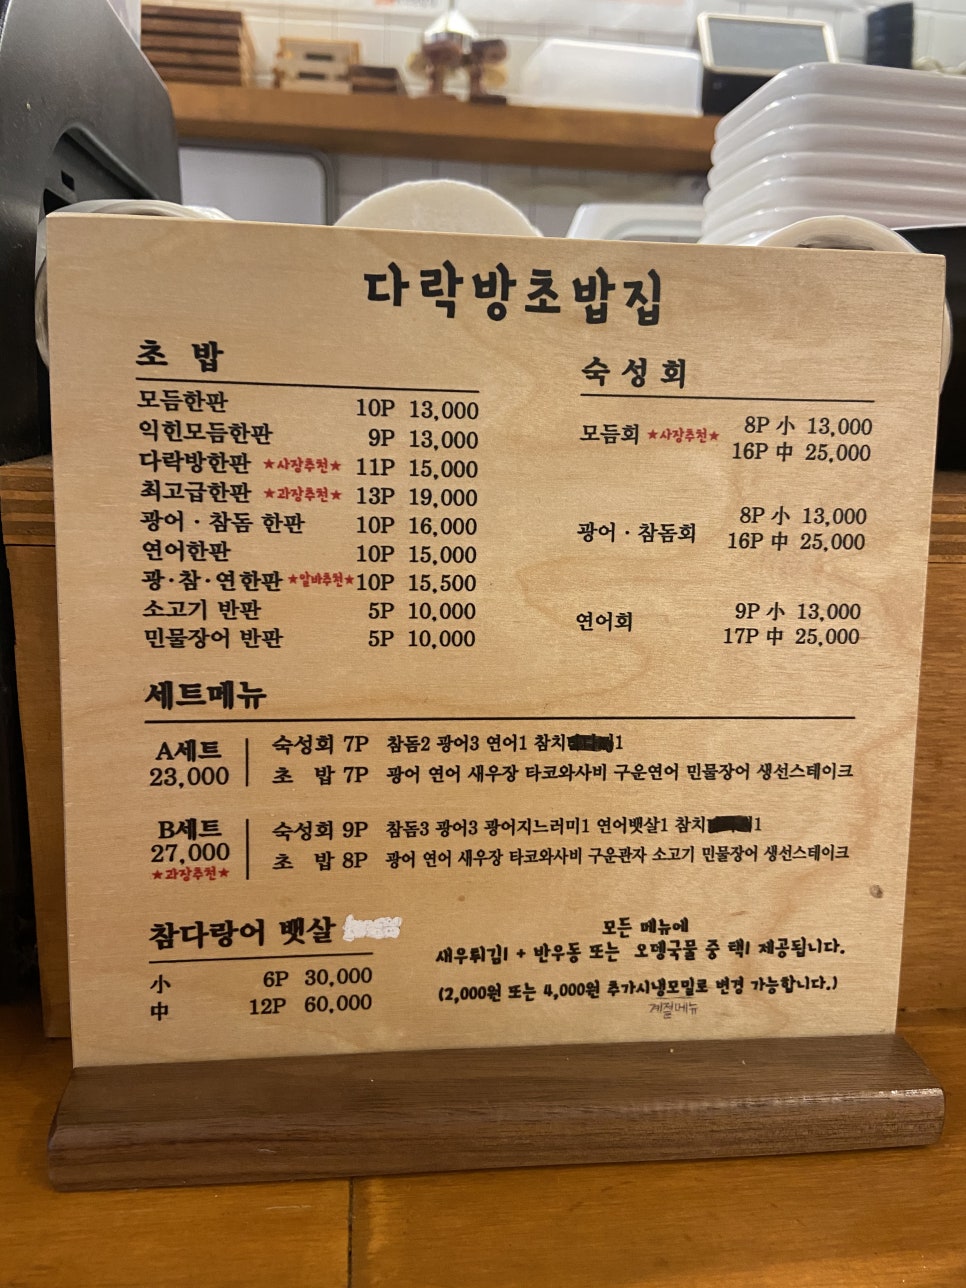 다락방초밥집
초 밥
모듬한판 10P 13,000
익힌모듬한판 9P 13,000
다락방한판 ★사장추천★ 11P 15,000
최고급한판 ★과장추천★ 13P 19,000
광어·참돔 한판 10P 16,000
연어한판 10P 15,000
광·참·연한판 ★알바추천★ 10P 15,500
소고기 반판 5P 10,000
민물장어 반판 5P 10,000
숙성회
모듬회 ★사장추천★ 8P 小 13,000
16P 中 25,000
광어·참돔회 8P 小 13,000
16P 中 25,000
연어회 9P 小 13,000
17P 中 25,000
세트메뉴
A세트
23,000
숙성회 7P 참돔2 광어3 연어1 참치 1
초 밥 7P 광어 연어 새우장 타코와사비 구운연어 민물장어 생선스테이크
B세트
27,000
★과장추천★
숙성회 9P 참돔3 광어3 광어지느러미1 연어뱃살1 참치 1
초 밥 8P 광어 연어 새우장 타코와사비 구운관자 소고기 민물장어 생선스테이크
참다랑어 뱃살
小 6P 30,000
中 12P 60,000
모든 메뉴에
새우튀김1 + 반우동 또는 오뎅국물 중 택1 제공됩니다.
(2,000원 또는 4,000원 추가시냉모밀로 변경 가능합니다.)
계절메뉴